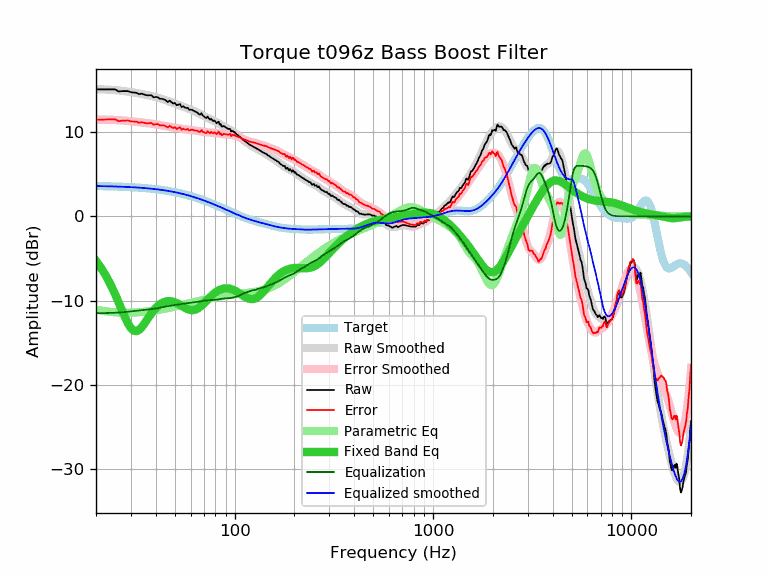 Torque t096z Bass Boost Filter
Amplitude (dBr)
10
0
−10
−20
−30
Target
Raw Smoothed
Error Smoothed
Raw
Error
Parametric Eq
Fixed Band Eq
Equalization
Equalized smoothed
100
1000
10000
Frequency (Hz)